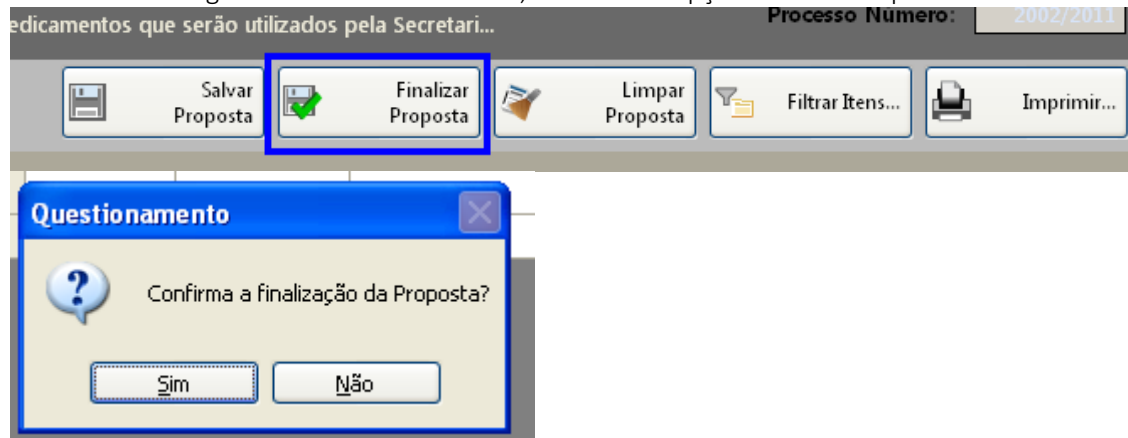 edicamentos que serão utilizados pela Secretari... Processo Número: 2002/2011
Salvar
Proposta
Finalizar
Proposta
Limpar
Proposta
Filtrar Itens...
Imprimir...
Questionamento
Confirma a finalização da Proposta?
Sim Não